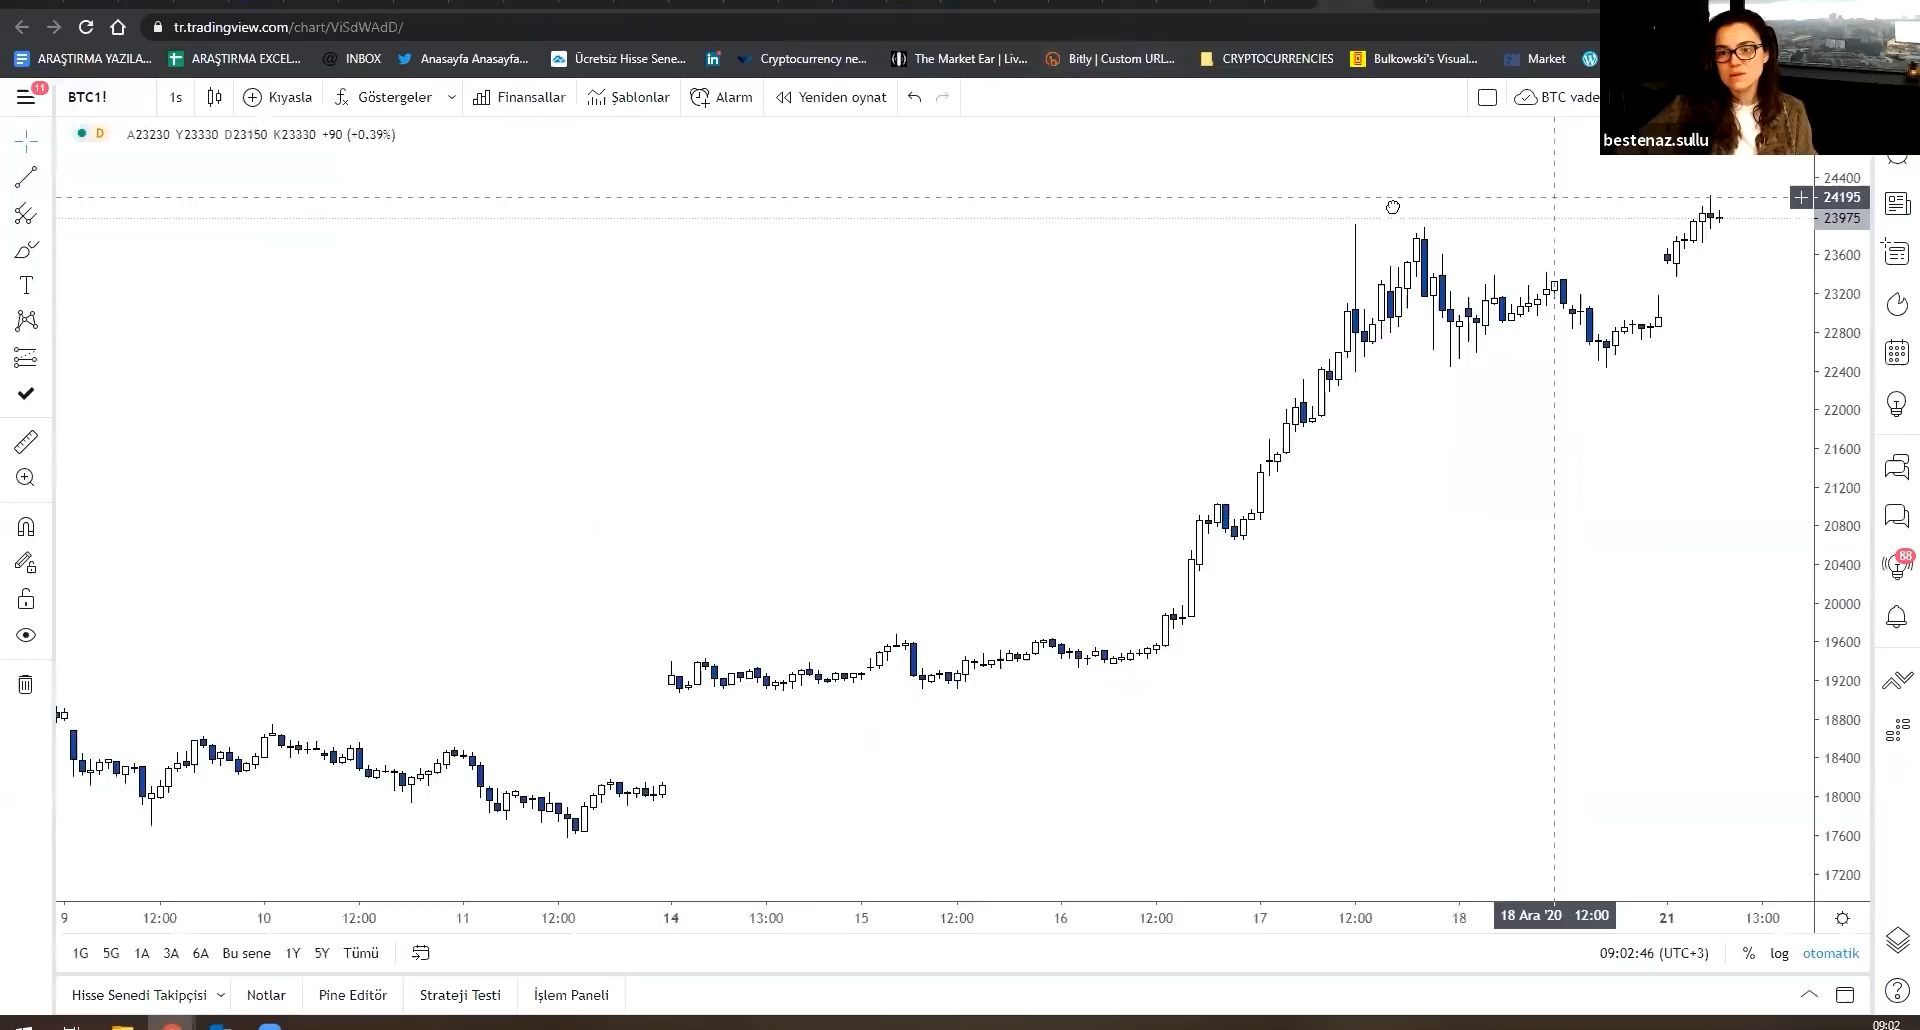 tr.tradingview.com/chart/ViSdWAdD/
ARAŞTIRMA YAZILA... ARAŞTIRMA EXCEL... INBOX Anasayfa Anasayfa... Ücretsiz Hisse Sene... Cryptocurrency ne... The Market Ear | Liv... Bitly | Custom URL... CRYPTOCURRENCIES Bulkowski's Visual... Market
bestenaz.sullu
11
BTC1! 1s Kıyasla Göstergeler Finansallar Şablonlar Alarm Yeniden oynat BTC vade
D A23230 Y23330 D23150 K23330 +90 (+0.39%)
24400
24195
23975
23600
23200
22800
22400
22000
21600
21200
20800
20400
20000
19600
19200
18800
18400
18000
17600
17200
88
9 12:00 10 12:00 11 12:00 14 13:00 15 12:00 16 12:00 17 12:00 18 18 Ara '20 12:00 21 13:00
1G 5G 1A 3A 6A Bu sene 1Y 5Y Tümü 09:02:46 (UTC+3) % log otomatik
Hisse Senedi Takipçisi Notlar Pine Editör Strateji Testi İşlem Paneli
09:02